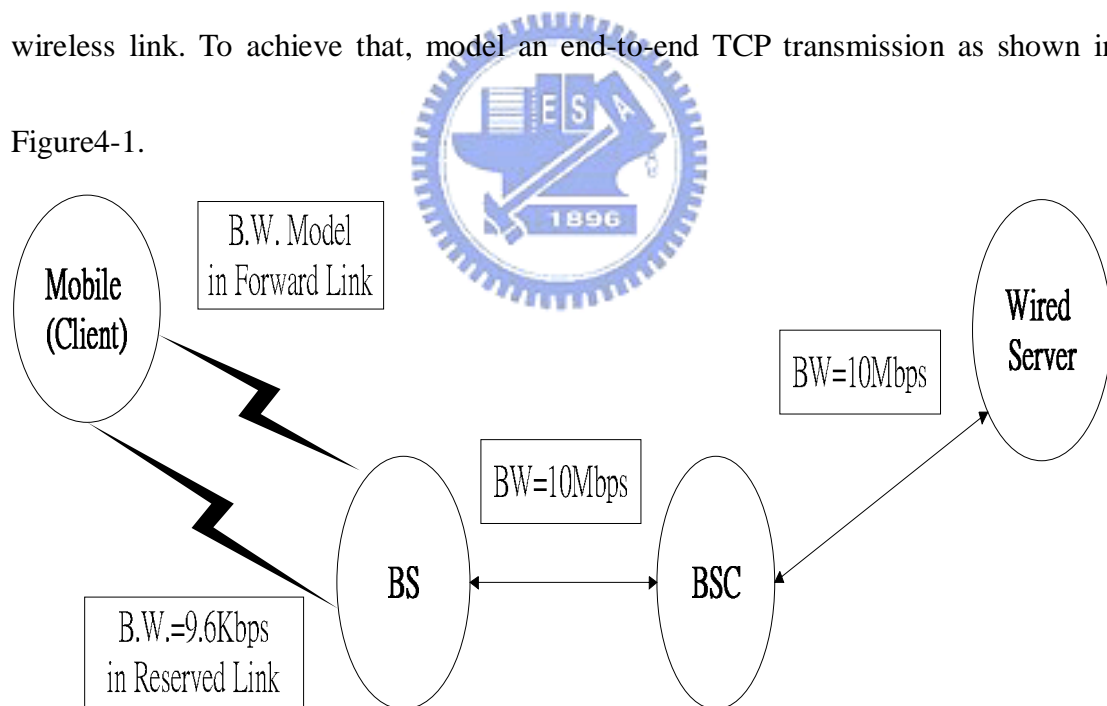 wireless link. To achieve that, model an end-to-end TCP transmission as shown in
Figure4-1.
E S A
1896
B.W. Model
in Forward Link
Mobile
(Client)
Wired
Server
BW=10Mbps
BW=10Mbps
BS
BSC
B.W.=9.6Kbps
in Reserved Link